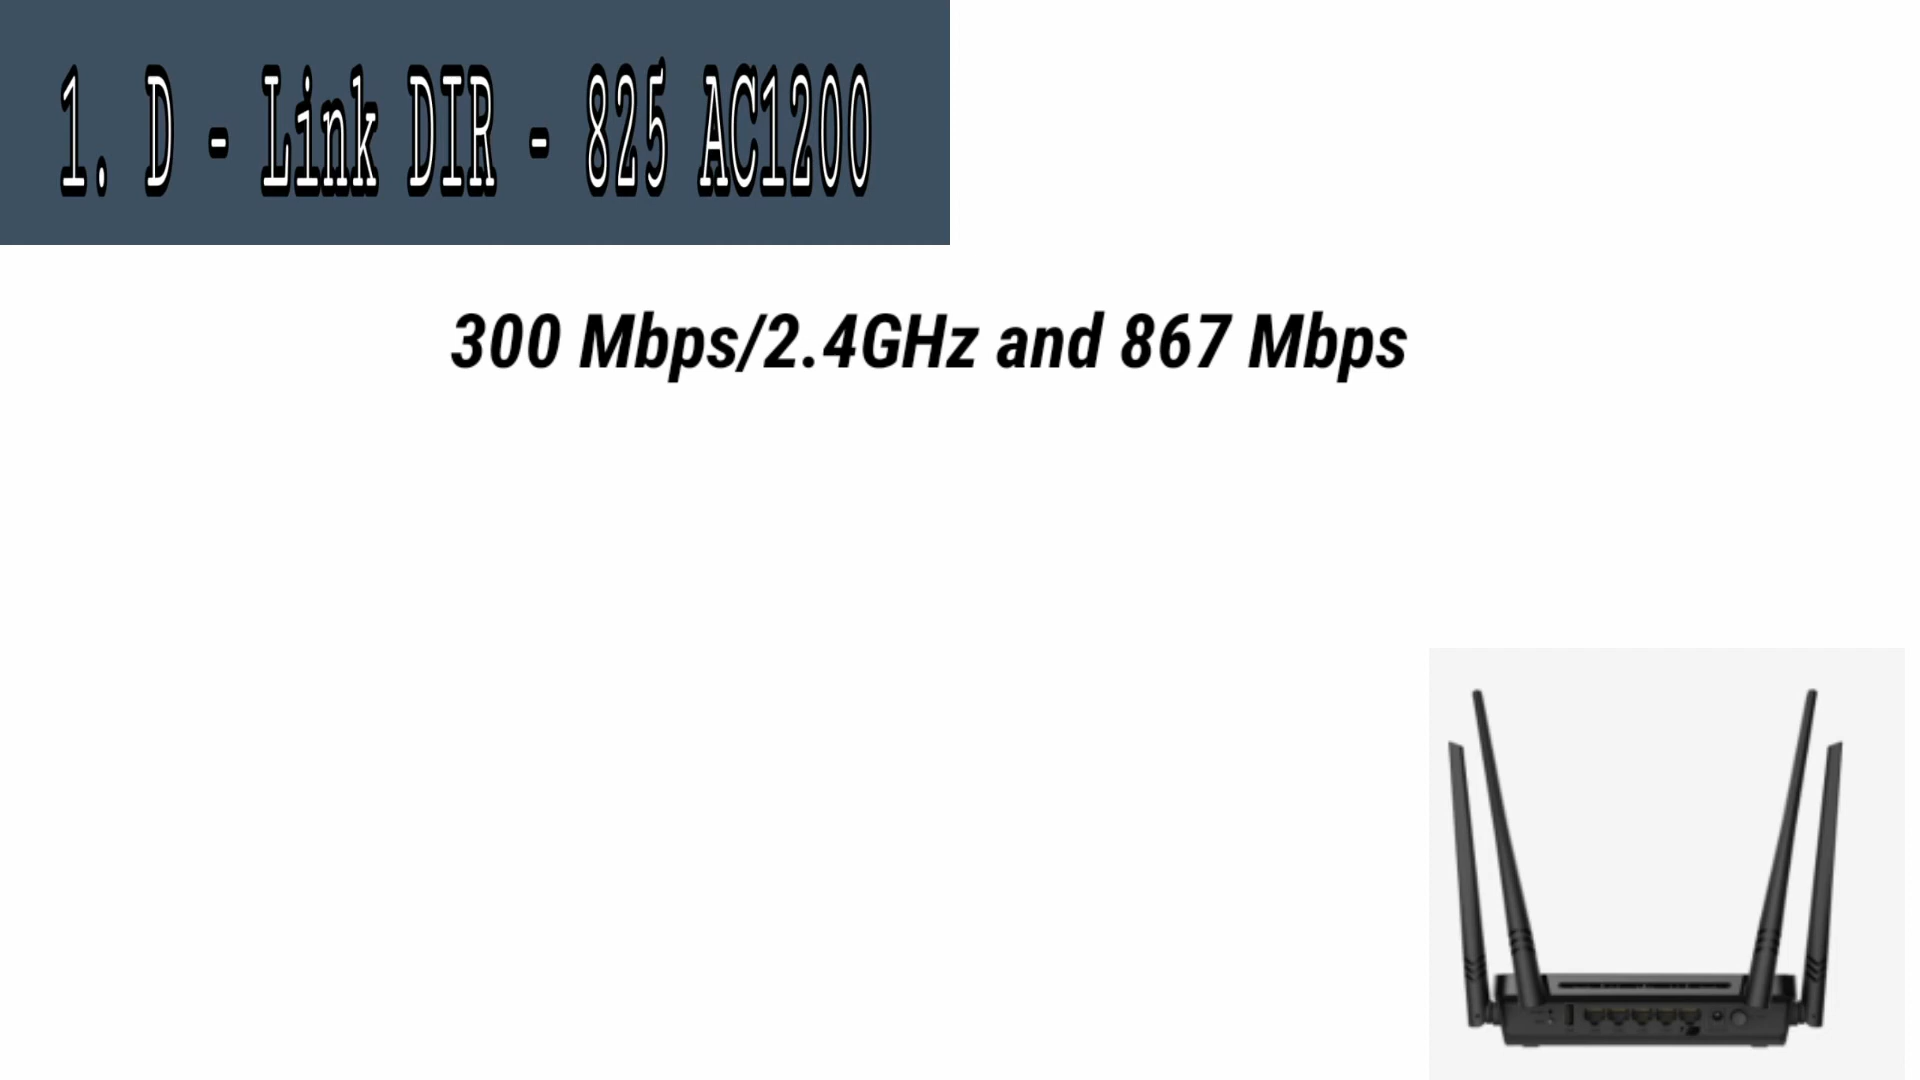 1. D - Link DIR - 825 AC1200
300 Mbps/2.4GHz and 867 Mbps